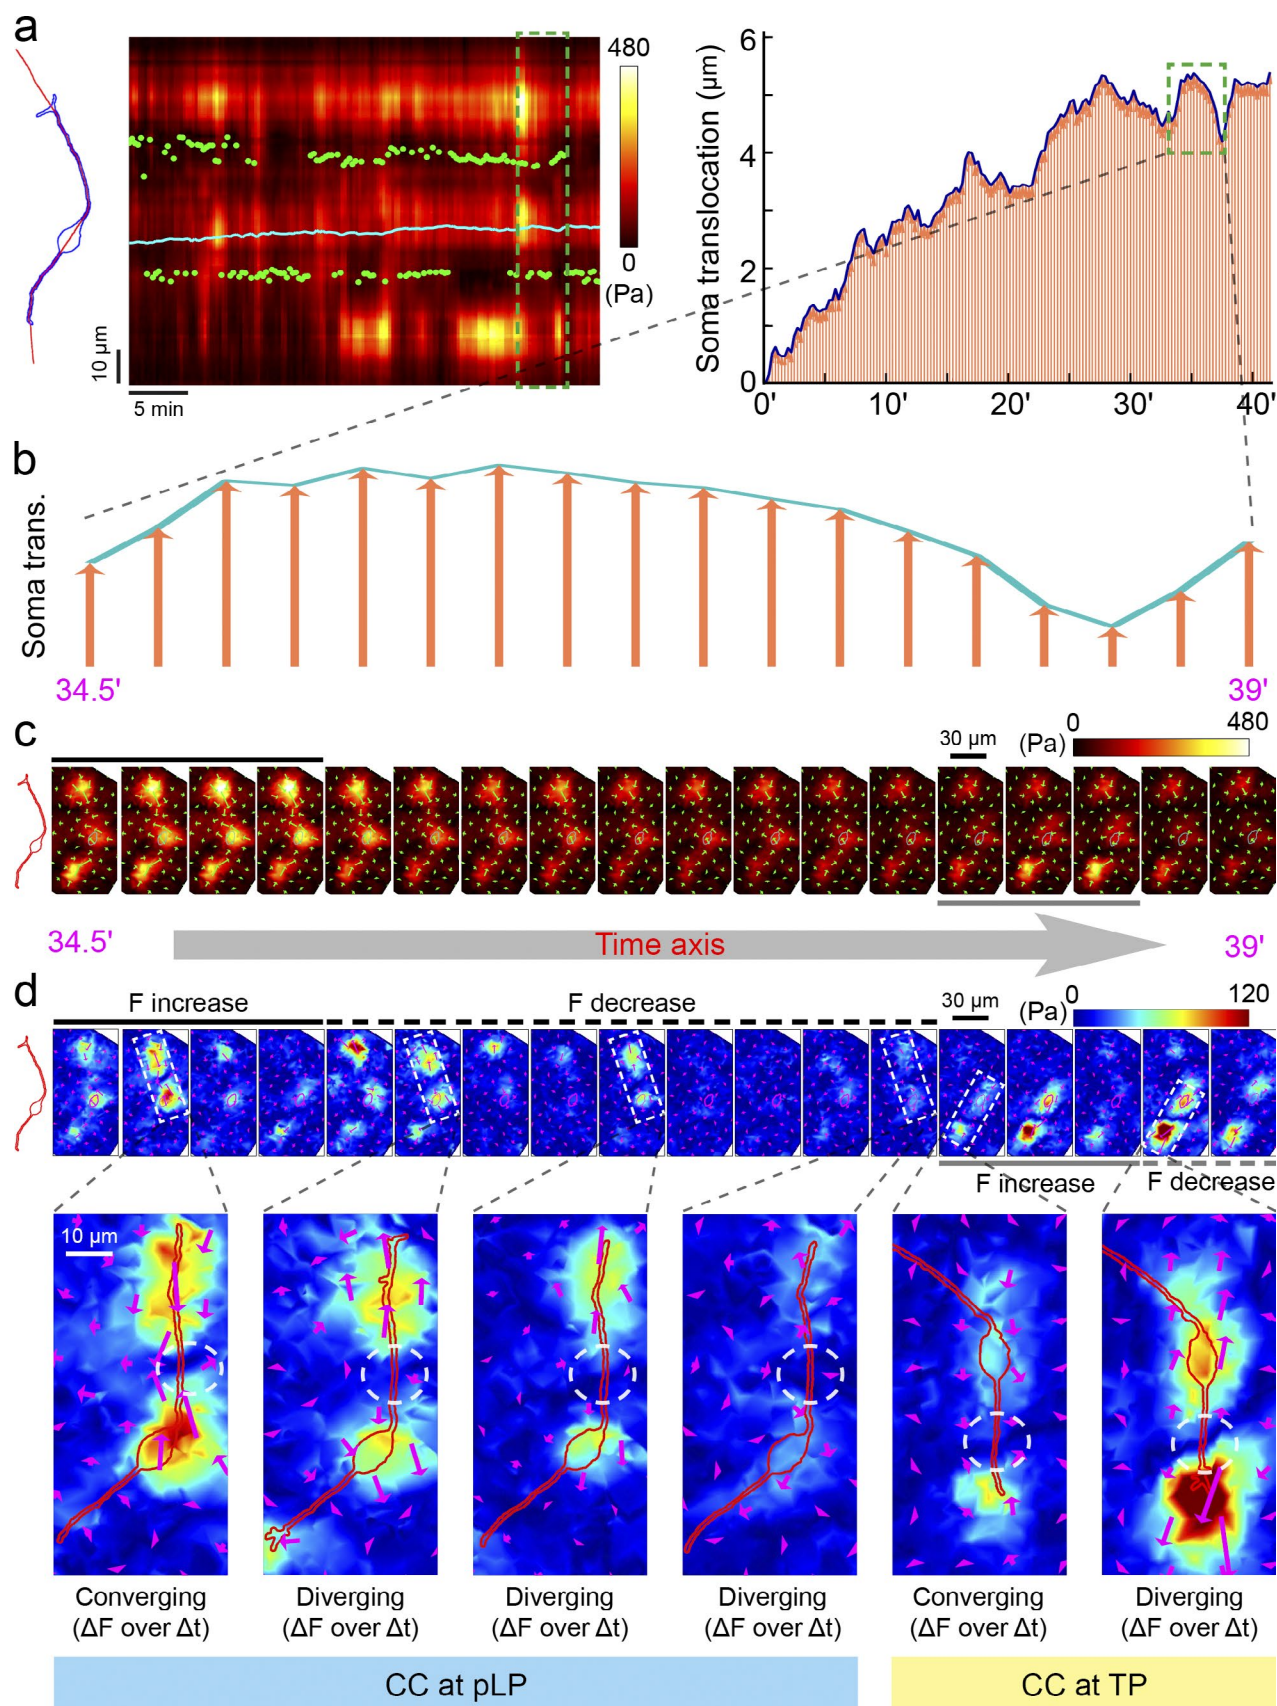 a
480
0
(Pa)
10 µm
5 min
Soma translocation (µm)
6
4
2
0
0' 10' 20' 30' 40'
b
Soma trans.
34.5' 39'
c
30 µm
(Pa)
0 480
34.5' Time axis 39'
d
F increase
F decrease
30 µm
(Pa)
0 120
F increase
F decrease
10 µm
Converging Diverging Diverging Diverging Converging Diverging
(ΔF over Δt) (ΔF over Δt) (ΔF over Δt) (ΔF over Δt) (ΔF over Δt) (ΔF over Δt)
CC at pLP CC at TP